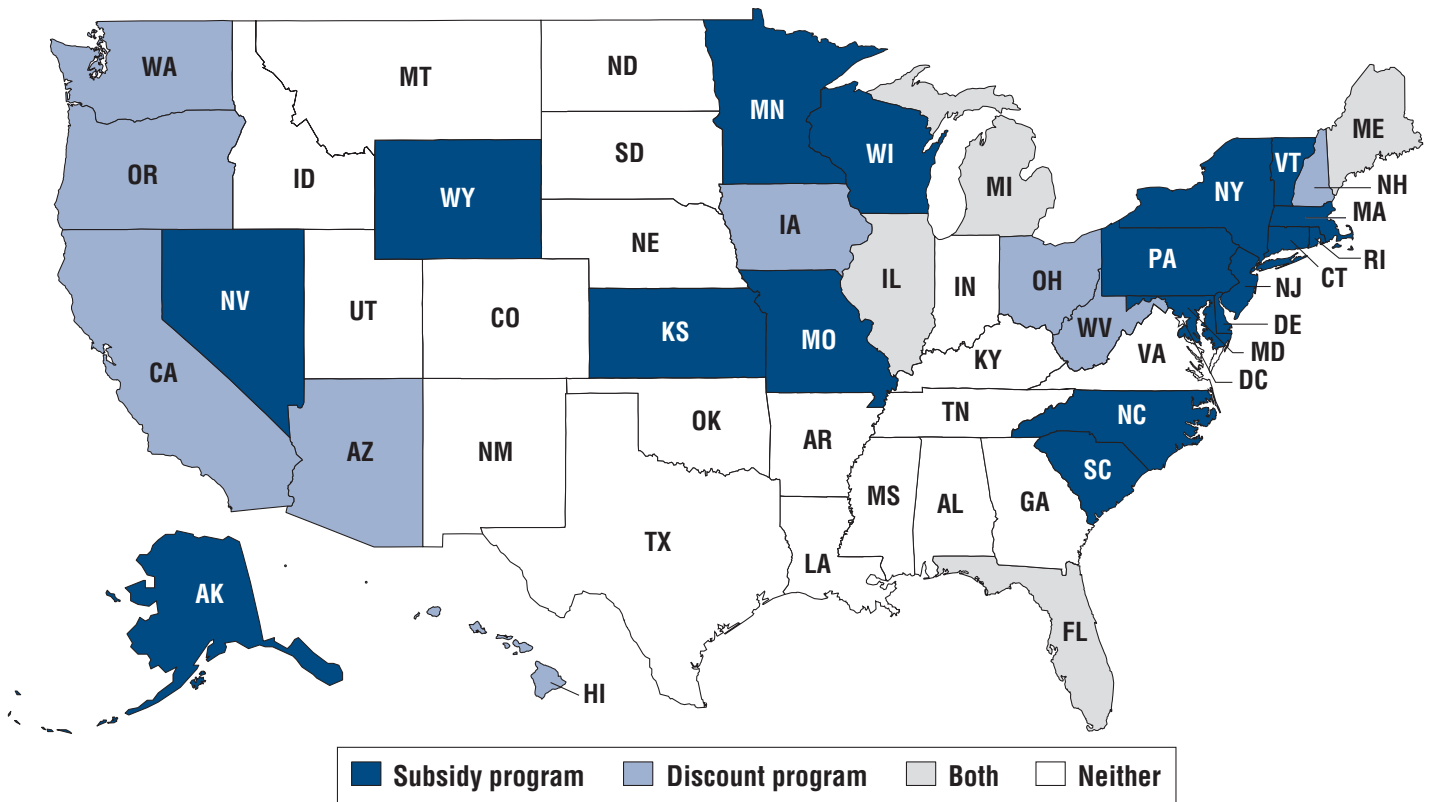 WA
MT
ND
MN
ME
OR
ID
SD
WI
VT
NH
WY
MI
NY
MA
IA
NE
PA
RI
CT
NV
UT
CO
IL
IN
OH
NJ
KS
MO
WV
DE
CA
KY
VA
MD
DC
OK
TN
NC
AZ
NM
AR
SC
MS
AL
GA
TX
LA
AK
FL
HI
Subsidy program Discount program Both Neither